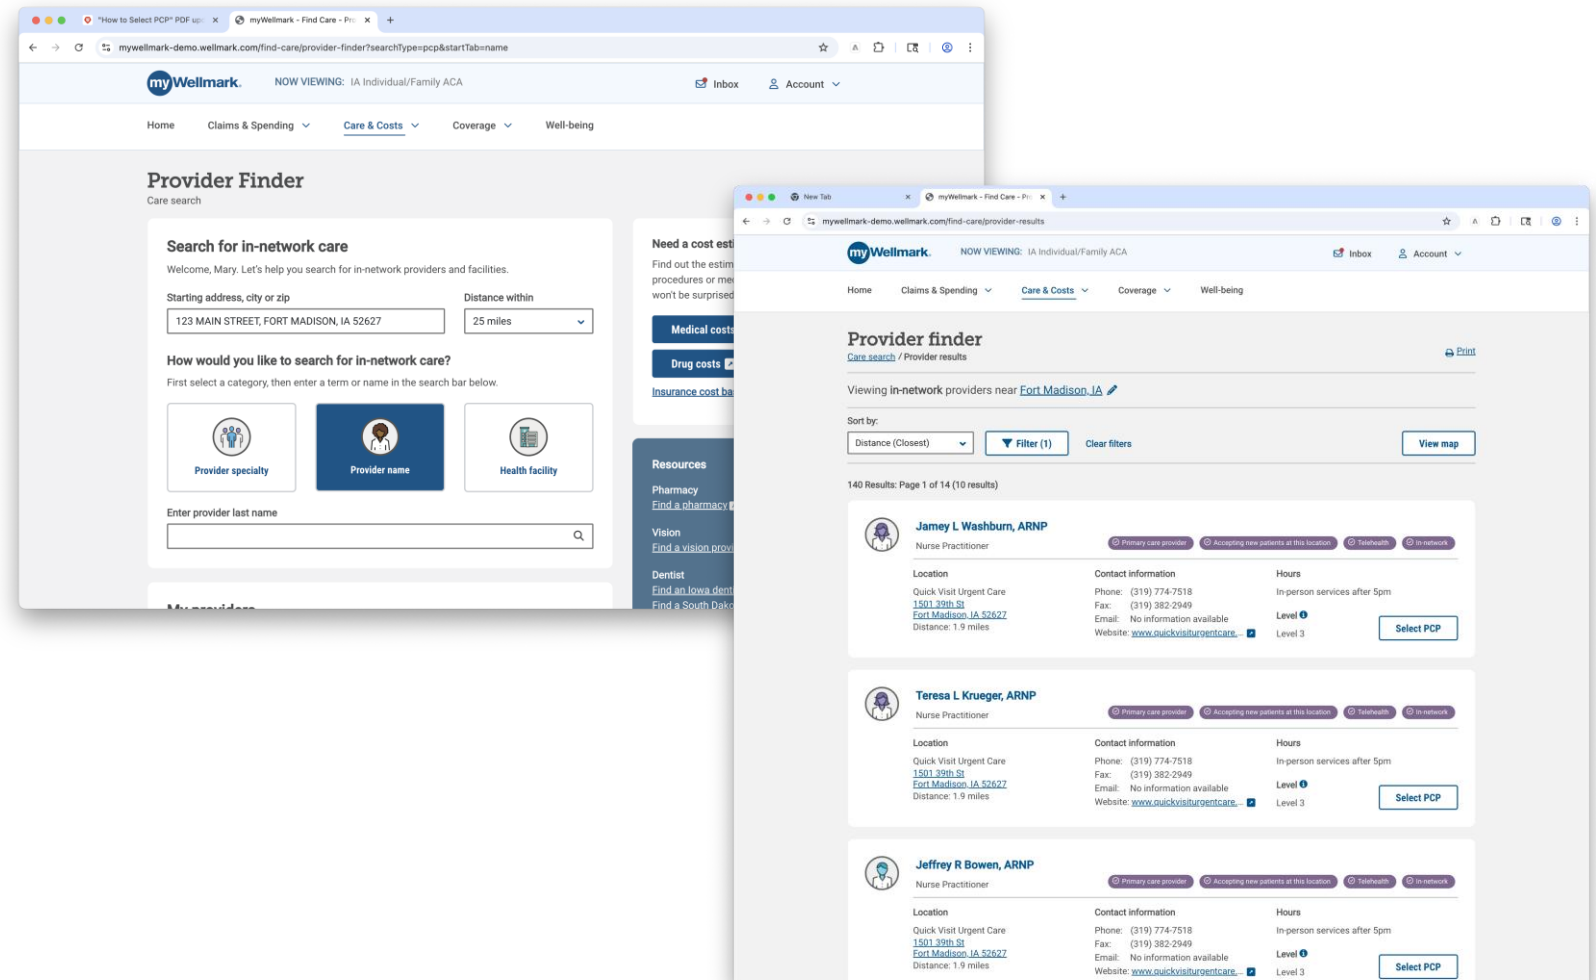 "How to Select PCP" PDF up
myWellmark - Find Care - Pro
mywellmark-demo.wellmark.com/find-care/provider-finder?searchType=pcp&startTab=name
myWellmark.
NOW VIEWING: IA Individual/Family ACA
Inbox
Account
Home
Claims & Spending
Care & Costs
Coverage
Well-being
Provider Finder
Care search
Search for in-network care
Welcome, Mary. Let's help you search for in-network providers and facilities.
Starting address, city or zip
Distance within
123 MAIN STREET, FORT MADISON, IA 52627
25 miles
How would you like to search for in-network care?
First select a category, then enter a term or name in the search bar below.
Provider specialty
Provider name
Health facility
Enter provider last name
Need a cost esti
Find out the estim
procedures or me
won't be surprised
Medical costs
Drug costs
Insurance cost ba
Resources
Pharmacy
Find a pharmacy
Vision
Find a vision provi
Dentist
Find an Iowa dent
Find a South Dako
New Tab
myWellmark - Find Care - Pro
mywellmark-demo.wellmark.com/find-care/provider-results
myWellmark.
NOW VIEWING: IA Individual/Family ACA
Inbox
Account
Home
Claims & Spending
Care & Costs
Coverage
Well-being
Provider finder
Care search / Provider results
Print
Viewing in-network providers near Fort Madison, IA
Sort by:
Distance (Closest)
Filter (1)
Clear filters
View map
140 Results: Page 1 of 14 (10 results)
Jamey L Washburn, ARNP
Nurse Practitioner
Primary care provider
Accepting new patients at this location
Telehealth
In-network
Location
Quick Visit Urgent Care
1501 39th St
Fort Madison, IA 52627
Distance: 1.9 miles
Contact information
Phone: (319) 774-7518
Fax: (319) 382-2949
Email: No information available
Website: www.quickvisiturgentcare...
Hours
In-person services after 5pm
Level
Level 3
Select PCP
Teresa L Krueger, ARNP
Nurse Practitioner
Primary care provider
Accepting new patients at this location
Telehealth
In-network
Location
Quick Visit Urgent Care
1501 39th St
Fort Madison, IA 52627
Distance: 1.9 miles
Contact information
Phone: (319) 774-7518
Fax: (319) 382-2949
Email: No information available
Website: www.quickvisiturgentcare...
Hours
In-person services after 5pm
Level
Level 3
Select PCP
Jeffrey R Bowen, ARNP
Nurse Practitioner
Primary care provider
Accepting new patients at this location
Telehealth
In-network
Location
Quick Visit Urgent Care
1501 39th St
Fort Madison, IA 52627
Distance: 1.9 miles
Contact information
Phone: (319) 774-7518
Fax: (319) 382-2949
Email: No information available
Website: www.quickvisiturgentcare...
Hours
In-person services after 5pm
Level
Level 3
Select PCP